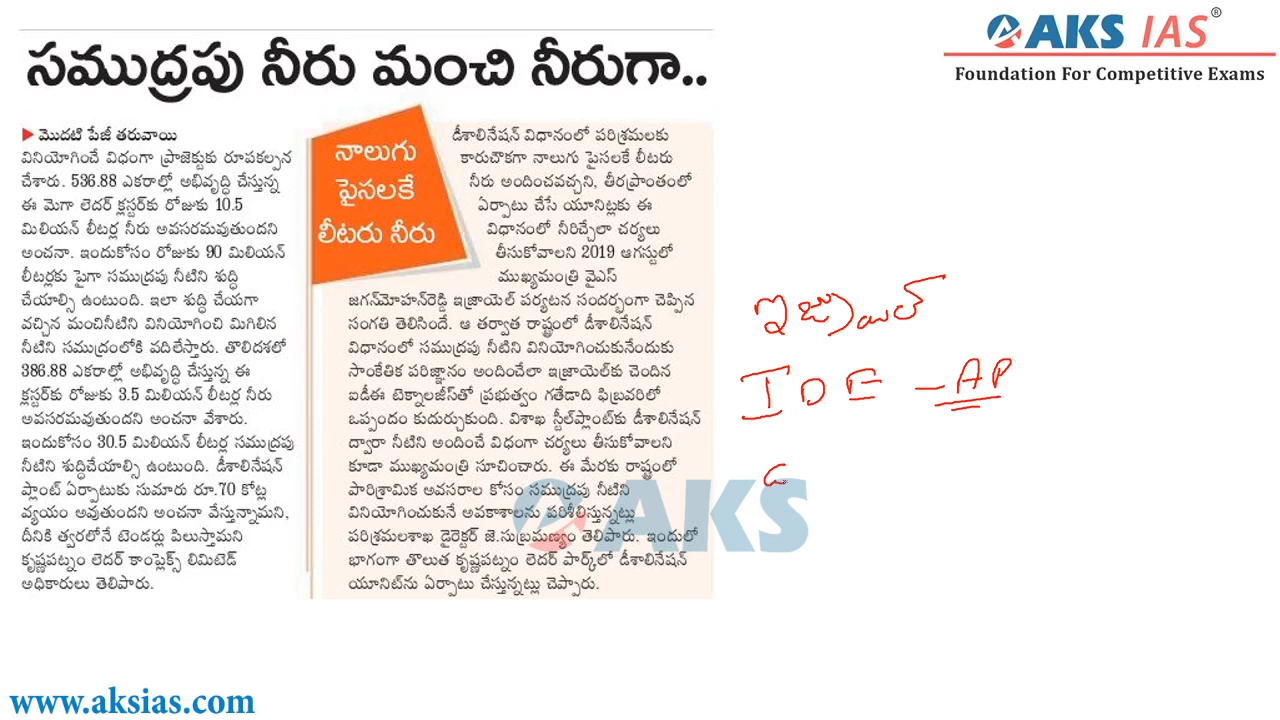 AKS IAS®
Foundation For Competitive Exams
సముద్రపు నీరు మంచి నీరుగా..
▶ మొదటి పేజీ తరువాయి
వినియోగించే విధంగా ప్రాజెక్టుకు రూపకల్పన
చేశారు. 536.88 ఎకరాల్లో అభివృద్ధి చేస్తున్న
ఈ మెగా లెదర్ క్లస్టర్‌కు రోజుకు 10.5
మిలియన్ లీటర్ల నీరు అవసరమవుతుందని
అంచనా. ఇందుకోసం రోజుకు 90 మిలియన్
లీటర్లకు పైగా సముద్రపు నీటిని శుద్ధి
చేయాల్సి ఉంటుంది. ఇలా శుద్ధి చేయగా
వచ్చిన మంచినీటిని వినియోగించి మిగిలిన
నీటిని సముద్రంలోకి వదిలేస్తారు. తొలిదశలో
386.88 ఎకరాల్లో అభివృద్ధి చేస్తున్న ఈ
క్లస్టర్‌కు రోజుకు 3.5 మిలియన్ లీటర్ల నీరు
అవసరమవుతుందని అంచనా వేశారు.
ఇందుకోసం 30.5 మిలియన్ లీటర్ల సముద్రపు
నీటిని శుద్ధిచేయాల్సి ఉంటుంది. డీశాలినేషన్
ప్లాంట్ ఏర్పాటుకు సుమారు రూ.70 కోట్ల
వ్యయం అవుతుందని అంచనా వేస్తున్నామని,
దీనికి త్వరలోనే టెండర్లు పిలుస్తామని
కృష్ణపట్నం లెదర్ కాంప్లెక్స్ లిమిటెడ్
అధికారులు తెలిపారు.
నాలుగు
పైసలకే
లీటరు నీరు
డీశాలినేషన్ విధానంలో పరిశ్రమలకు
కారుచౌకగా నాలుగు పైసలకే లీటరు
నీరు అందించవచ్చని, తీరప్రాంతంలో
ఏర్పాటు చేసే యూనిట్లకు ఈ
విధానంలో నీరిచ్చేలా చర్యలు
తీసుకోవాలని 2019 ఆగస్టులో
ముఖ్యమంత్రి వైఎస్
జగన్‌మోహన్‌రెడ్డి ఇజ్రాయెల్ పర్యటన సందర్భంగా చెప్పిన
సంగతి తెలిసిందే. ఆ తర్వాత రాష్ట్రంలో డీశాలినేషన్
విధానంలో సముద్రపు నీటిని వినియోగించుకునేందుకు
సాంకేతిక పరిజ్ఞానం అందించేలా ఇజ్రాయెల్‌కు చెందిన
ఐడీఈ టెక్నాలజీస్‌తో ప్రభుత్వం గతేడాది ఫిబ్రవరిలో
ఒప్పందం కుదుర్చుకుంది. విశాఖ స్టీల్‌ప్లాంట్‌కు డీశాలినేషన్
ద్వారా నీటిని అందించే విధంగా చర్యలు తీసుకోవాలని
కూడా ముఖ్యమంత్రి సూచించారు. ఈ మేరకు రాష్ట్రంలో
పారిశ్రామిక అవసరాల కోసం సముద్రపు నీటిని
వినియోగించుకునే అవకాశాలను పరిశీలిస్తున్నట్లు
పరిశ్రమలశాఖ డైరెక్టర్ జె.సుబ్రమణ్యం తెలిపారు. ఇందులో
భాగంగా తొలుత కృష్ణపట్నం లెదర్ పార్క్‌లో డీశాలినేషన్
యూనిట్‌ను ఏర్పాటు చేస్తున్నట్లు చెప్పారు.
ఇజ్రాయిల్
IDE - AP
AKS
www.aksias.com